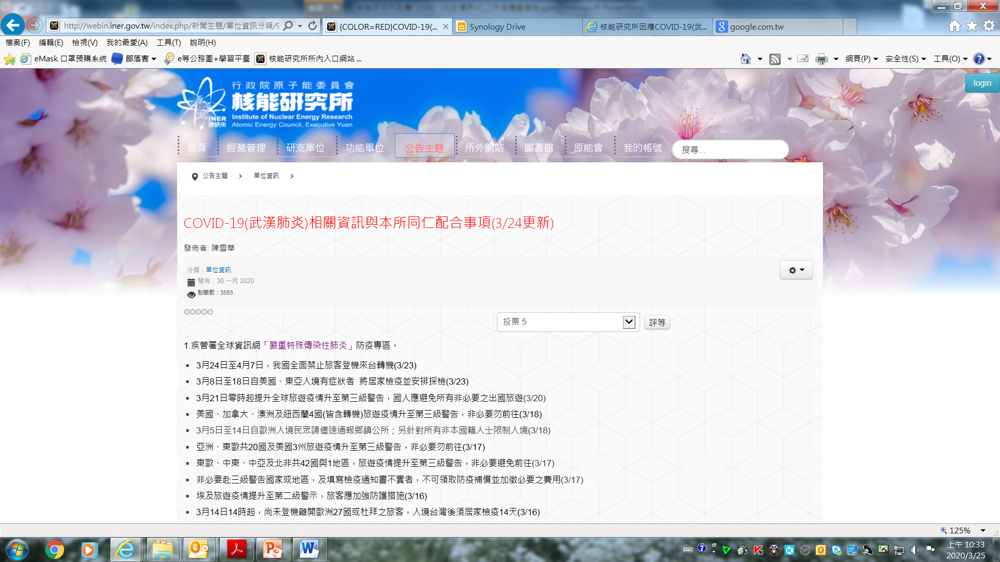 http://webin.iner.gov.tw/index.php/新聞主題/單位資訊分類/9
{COLOR=RED}COVID-19(...
Synology Drive
核能研究所因應COVID-19(武...
google.com.tw
檔案(F) 編輯(E) 檢視(V) 我的最愛(A) 工具(T) 說明(H)
eMask 口罩預購系統 部落客 e等公務園+學習平臺 核能研究所所內入口網站 ...
網頁(P) 安全性(S) 工具(O)
login
行政院原子能委員會
核能研究所
Institute of Nuclear Energy Research
Atomic Energy Council, Executive Yuan
INER
核研所
首頁 經營管理 研支單位 功能單位 公告主題 所外網站 圖書館 原能會 我的帳號 搜尋...
公告主題 單位資訊
COVID-19(武漢肺炎)相關資訊與本所同仁配合事項(3/24更新)
發佈者: 陳雪華
分類：單位資訊
發佈：30 一月 2020
點擊數：3583
投票 5 評等
1.疾管署全球資訊網「嚴重特殊傳染性肺炎」防疫專區。
3月24日至4月7日，我國全面禁止旅客登機來台轉機(3/23)
3月8日至18日自美國、東亞入境有症狀者 將居家檢疫並安排採檢(3/23)
3月21日零時起提升全球旅遊疫情升至第三級警告，國人應避免所有非必要之出國旅遊(3/20)
美國、加拿大、澳洲及紐西蘭4國(皆含轉機)旅遊疫情升至第三級警告，非必要勿前往(3/18)
3月5日至14日自歐洲入境民眾請儘速通報鄉鎮公所；另針對所有非本國籍人士限制入境(3/18)
亞洲、東歐共20國及美國3州旅遊疫情升至第三級警告，非必要勿前往(3/17)
東歐、中東、中亞及北非共42國與1地區，旅遊疫情提升至第三級警告，非必要避免前往(3/17)
非必要赴三級警告國家或地區，及填寫檢疫通知書不實者，不可領取防疫補償並加徵必要之費用(3/17)
埃及旅遊疫情提升至第二級警示，旅客應加強防護措施(3/16)
3月14日14時起，尚未登機離開歐洲27國或杜拜之旅客，入境台灣後須居家檢疫14天(3/16)
125%
上午 10:33
2020/3/25